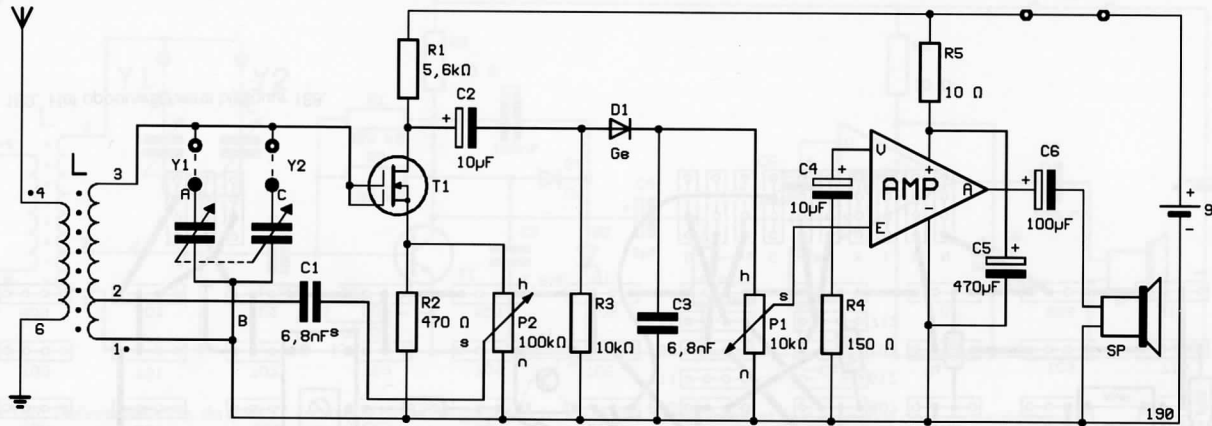 R1
5,6kΩ
C2
+
10µF
D1
Ge
R5
10 Ω
C6
+
100µF
L
3
4
2
6
1
Y1
Y2
A
C
B
T1
C1
6,8nF
s
R2
470 Ω
s
h
P2
100kΩ
n
R3
10kΩ
C3
6,8nF
h
s
P1
10kΩ
n
C4
+
10µF
V
AMP
E
A
+
-
R4
150 Ω
C5
+
470µF
SP
+
9
-
190